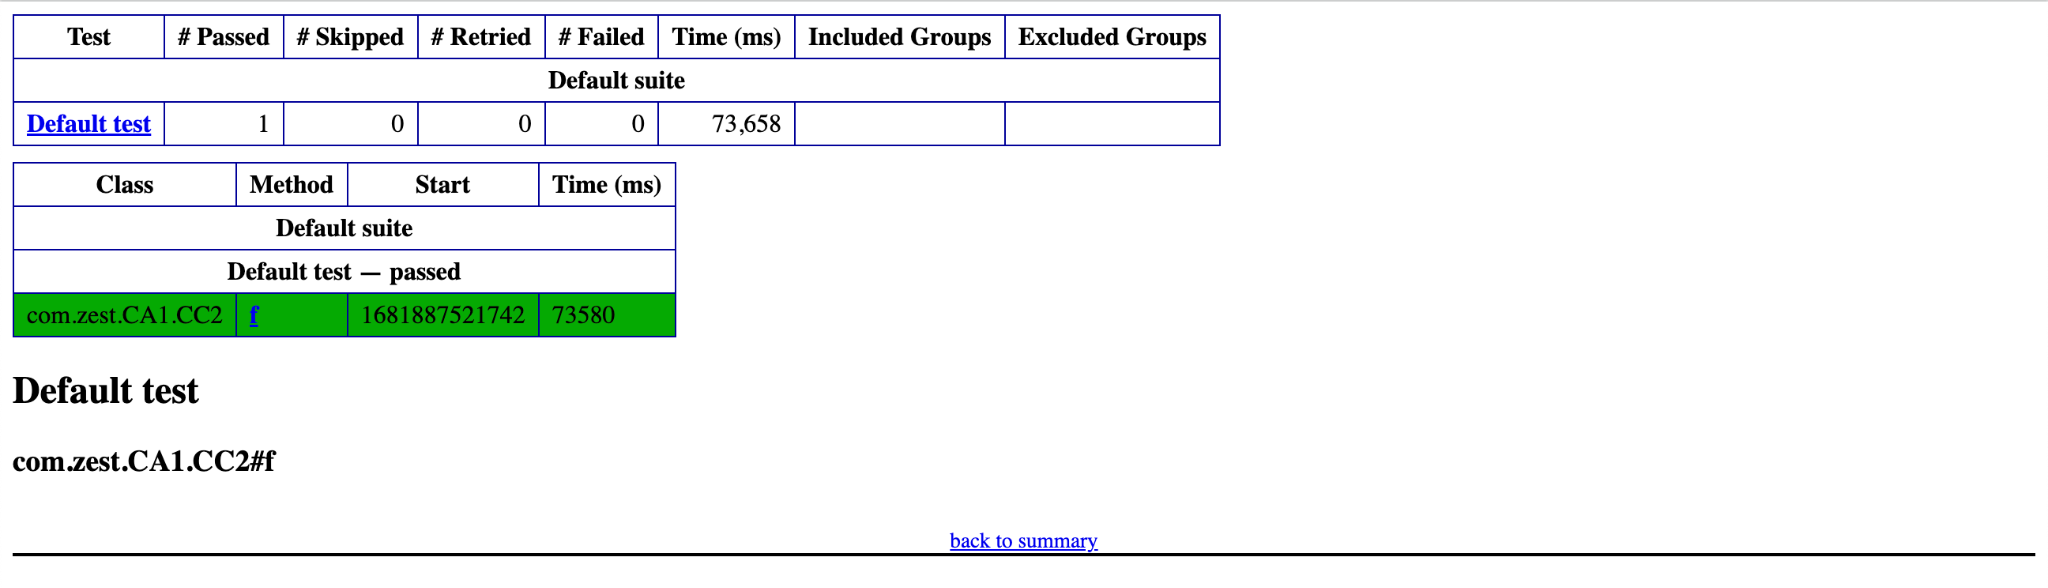 Test # Passed # Skipped # Retried # Failed Time (ms) Included Groups Excluded Groups
Default suite
Default test 1 0 0 0 73,658
Class Method Start Time (ms)
Default suite
Default test — passed
com.zest.CA1.CC2 f 1681887521742 73580
Default test
com.zest.CA1.CC2#f
back to summary